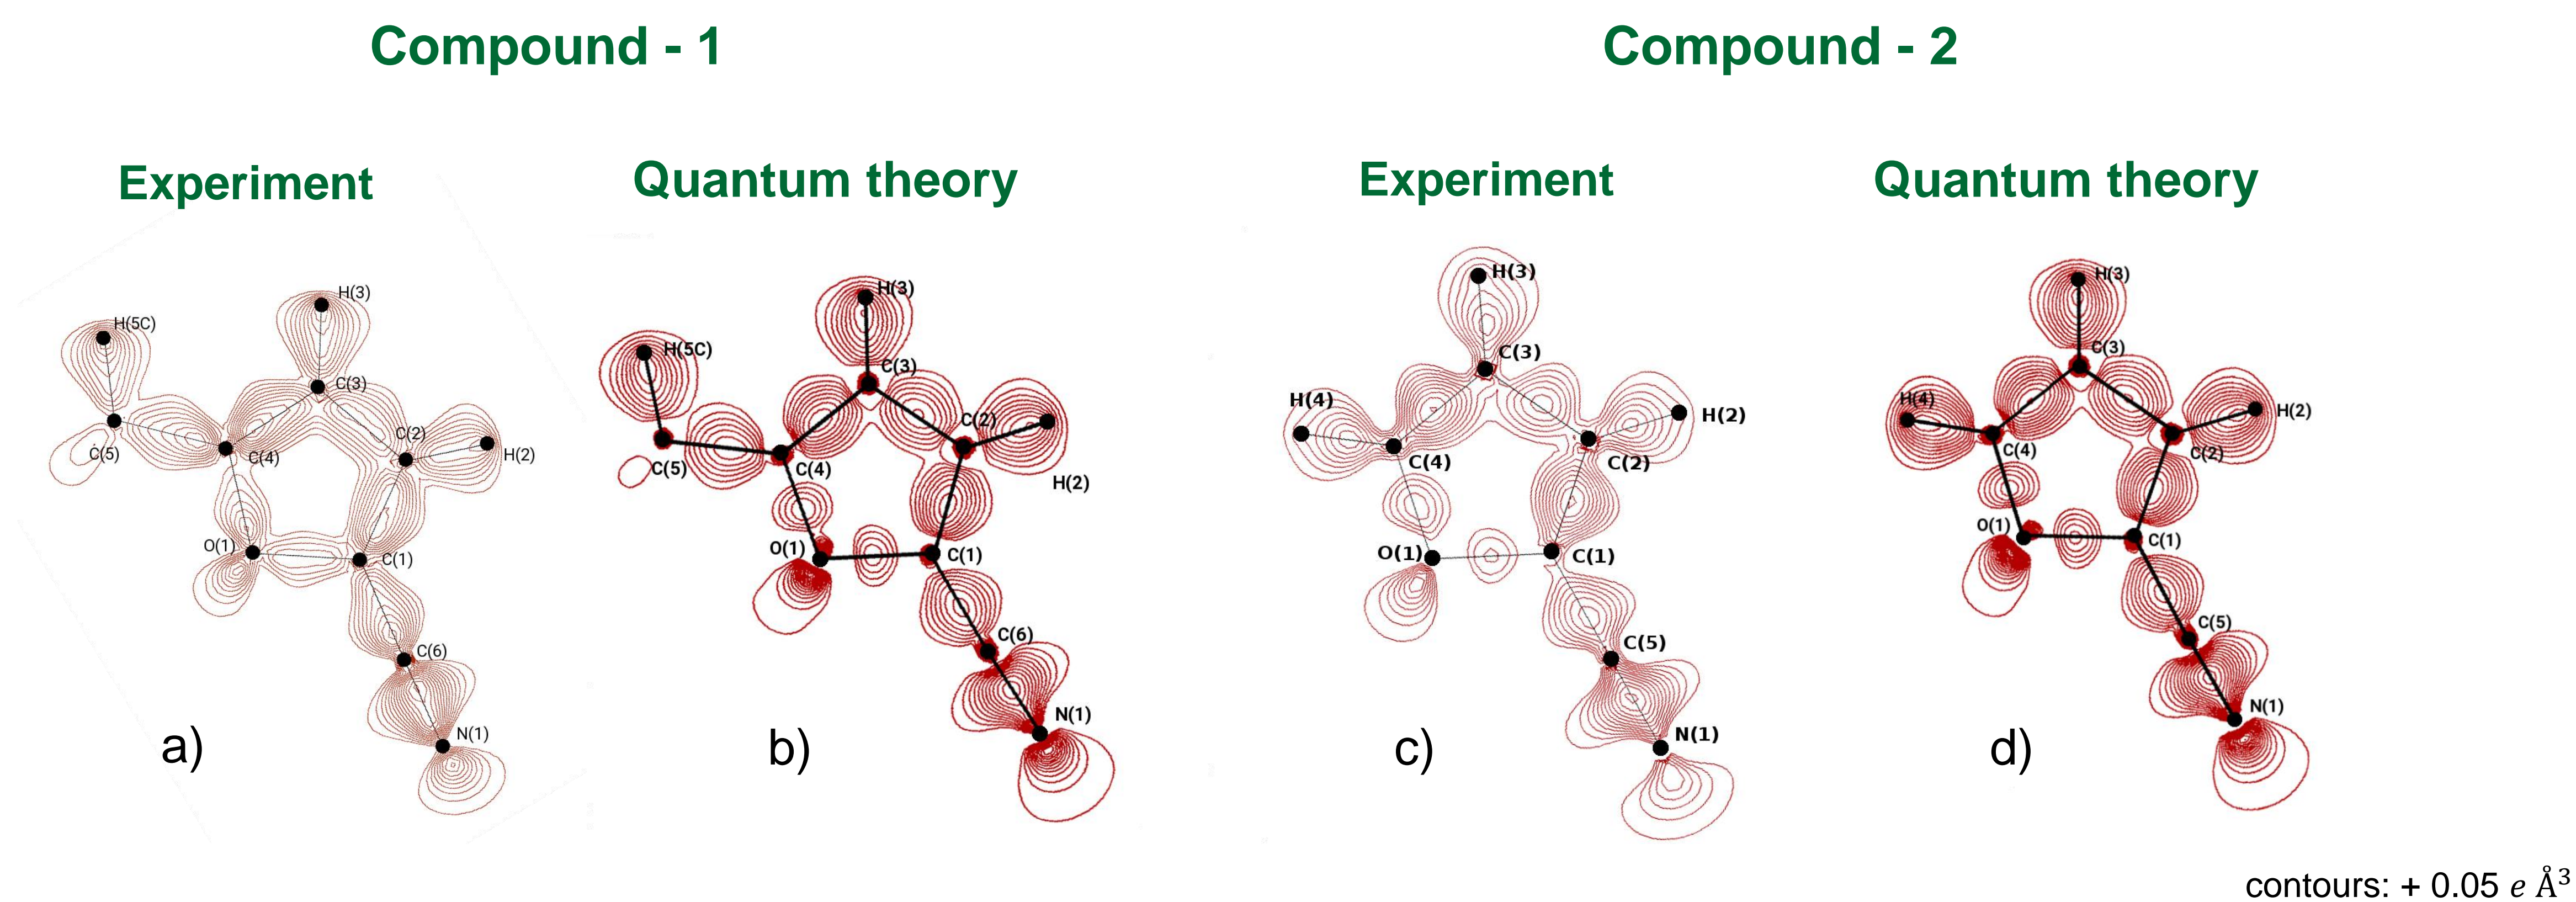 Compound - 1
Compound - 2
Experiment
Quantum theory
Experiment
Quantum theory
H(3)
H(5C)
C(3)
C(2)
H(2)
C(5)
C(4)
O(1)
C(1)
C(6)
N(1)
a)
H(3)
H(5C)
C(3)
C(2)
C(5)
C(4)
H(2)
O(1)
C(1)
C(6)
N(1)
b)
H(3)
C(3)
H(4)
H(2)
C(4)
C(2)
O(1)
C(1)
C(5)
N(1)
c)
H(3)
C(3)
H(4)
H(2)
C(4)
C(2)
O(1)
C(1)
C(5)
N(1)
d)
contours: + 0.05 e Å³